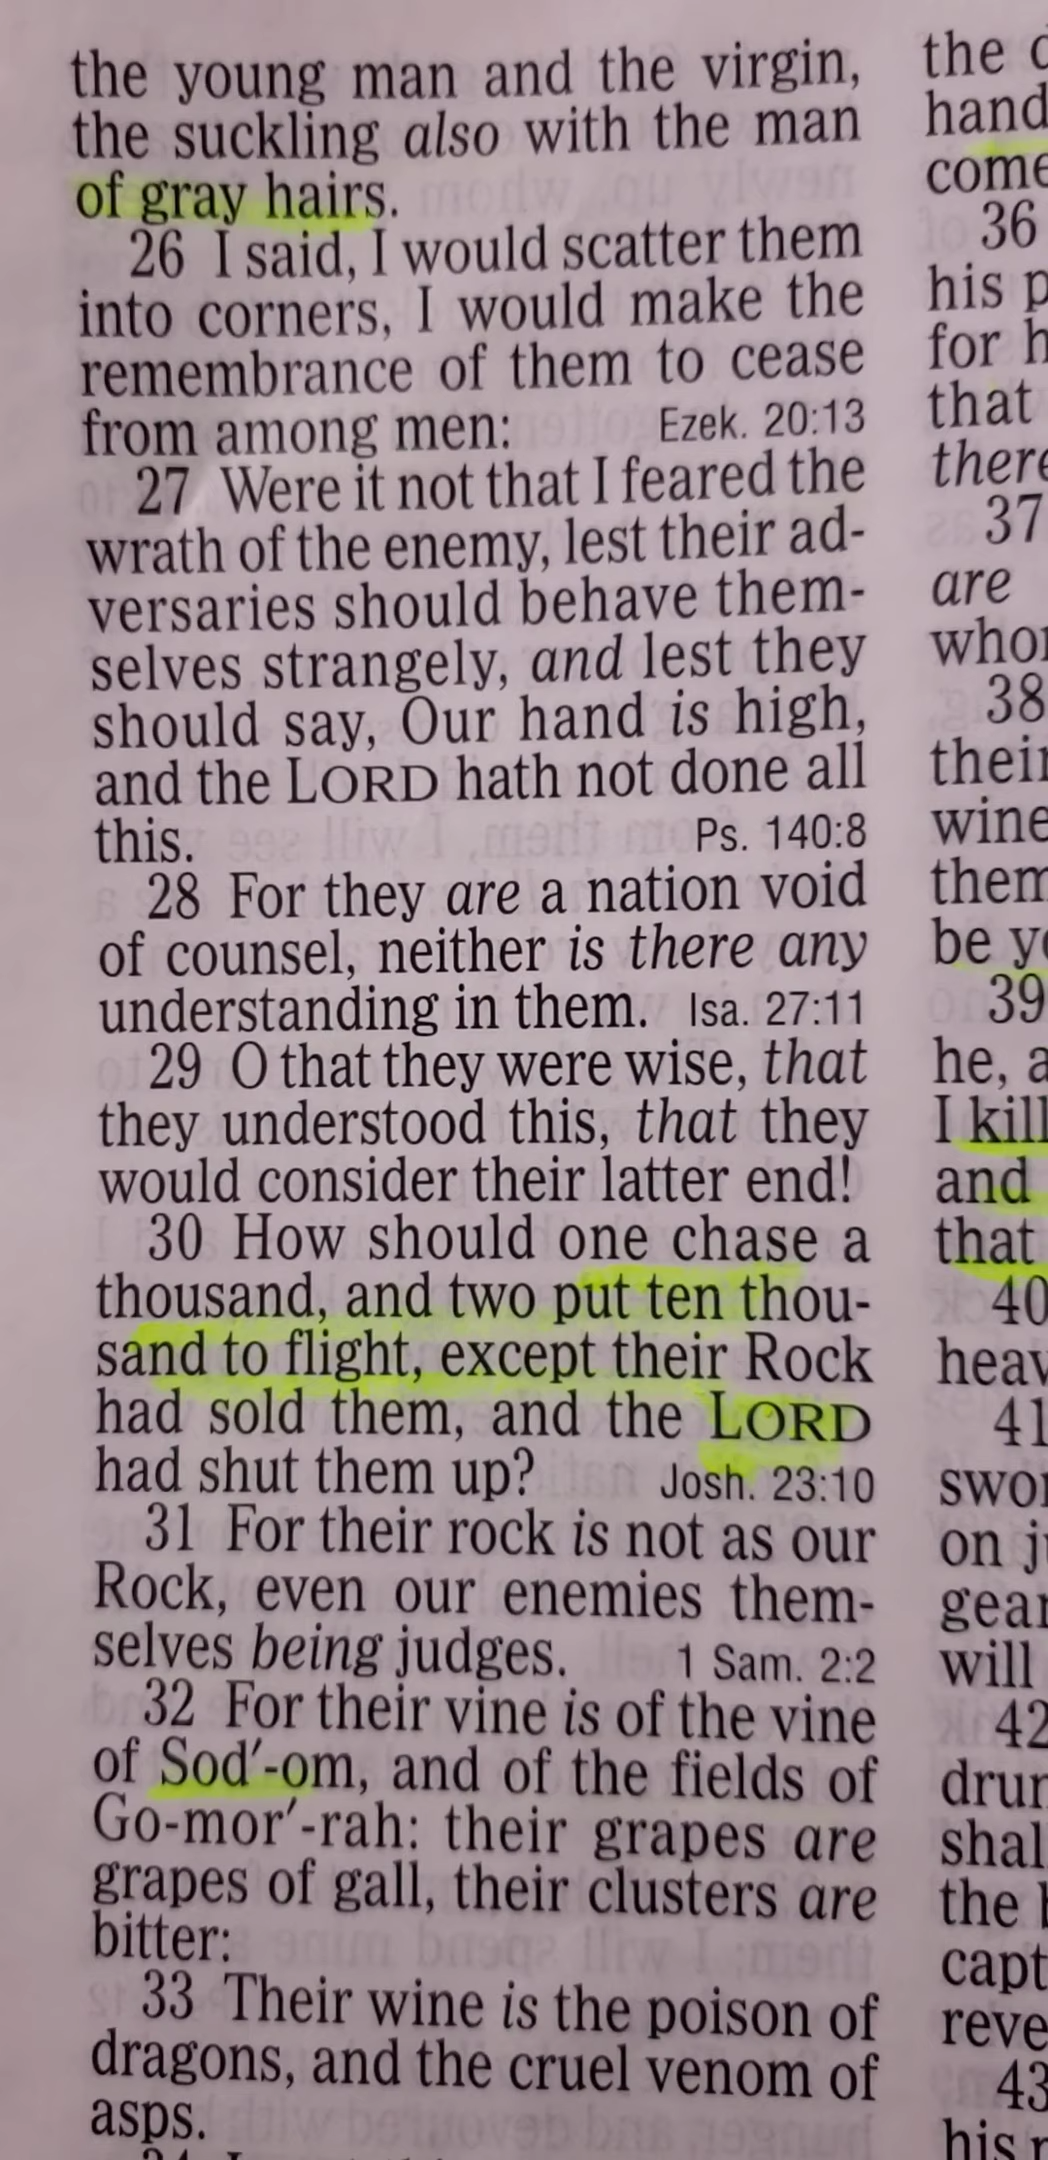 the young man and the virgin,
the suckling also with the man
of gray hairs.
26 I said, I would scatter them
into corners, I would make the
remembrance of them to cease
from among men: Ezek. 20:13
27 Were it not that I feared the
wrath of the enemy, lest their ad-
versaries should behave them-
selves strangely, and lest they
should say, Our hand is high,
and the LORD hath not done all
this. Ps. 140:8
28 For they are a nation void
of counsel, neither is there any
understanding in them. Isa. 27:11
29 O that they were wise, that
they understood this, that they
would consider their latter end!
30 How should one chase a
thousand, and two put ten thou-
sand to flight, except their Rock
had sold them, and the LORD
had shut them up? Josh. 23:10
31 For their rock is not as our
Rock, even our enemies them-
selves being judges. 1 Sam. 2:2
32 For their vine is of the vine
of Sod′-om, and of the fields of
Go-mor′-rah: their grapes are
grapes of gall, their clusters are
bitter:
33 Their wine is the poison of
dragons, and the cruel venom of
asps.
the
hand
36
his
for
that
37
are
38
wine
them
be
39
he,
I
and
that
40
41
on
will
42
the
43
his